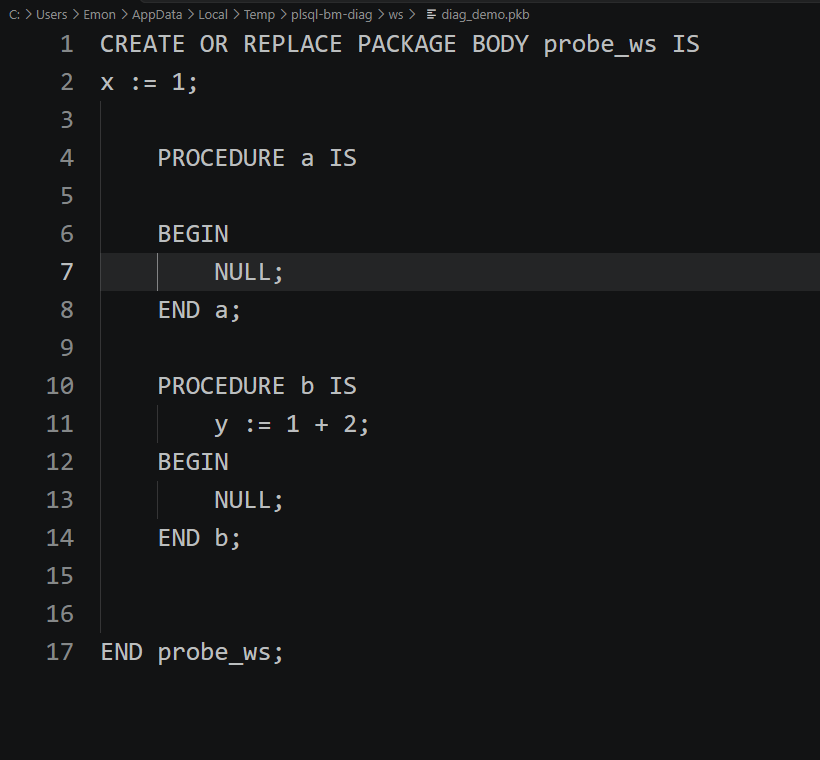 C: > Users > Emon > AppData > Local > Temp > plsql-bm-diag > ws > diag_demo.pkb
1 CREATE OR REPLACE PACKAGE BODY probe_ws IS
2 x := 1;
3
4     PROCEDURE a IS
5
6     BEGIN
7         NULL;
8     END a;
9
10     PROCEDURE b IS
11         y := 1 + 2;
12     BEGIN
13         NULL;
14     END b;
15
16
17 END probe_ws;